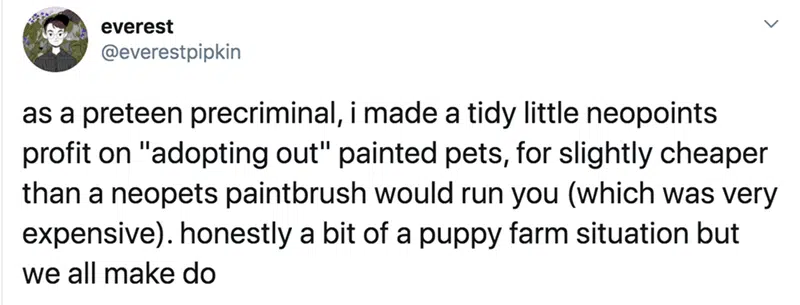 everest
@everestpipkin
as a preteen precriminal, i made a tidy little neopoints
profit on "adopting out" painted pets, for slightly cheaper
than a neopets paintbrush would run you (which was very
expensive). honestly a bit of a puppy farm situation but
we all make do